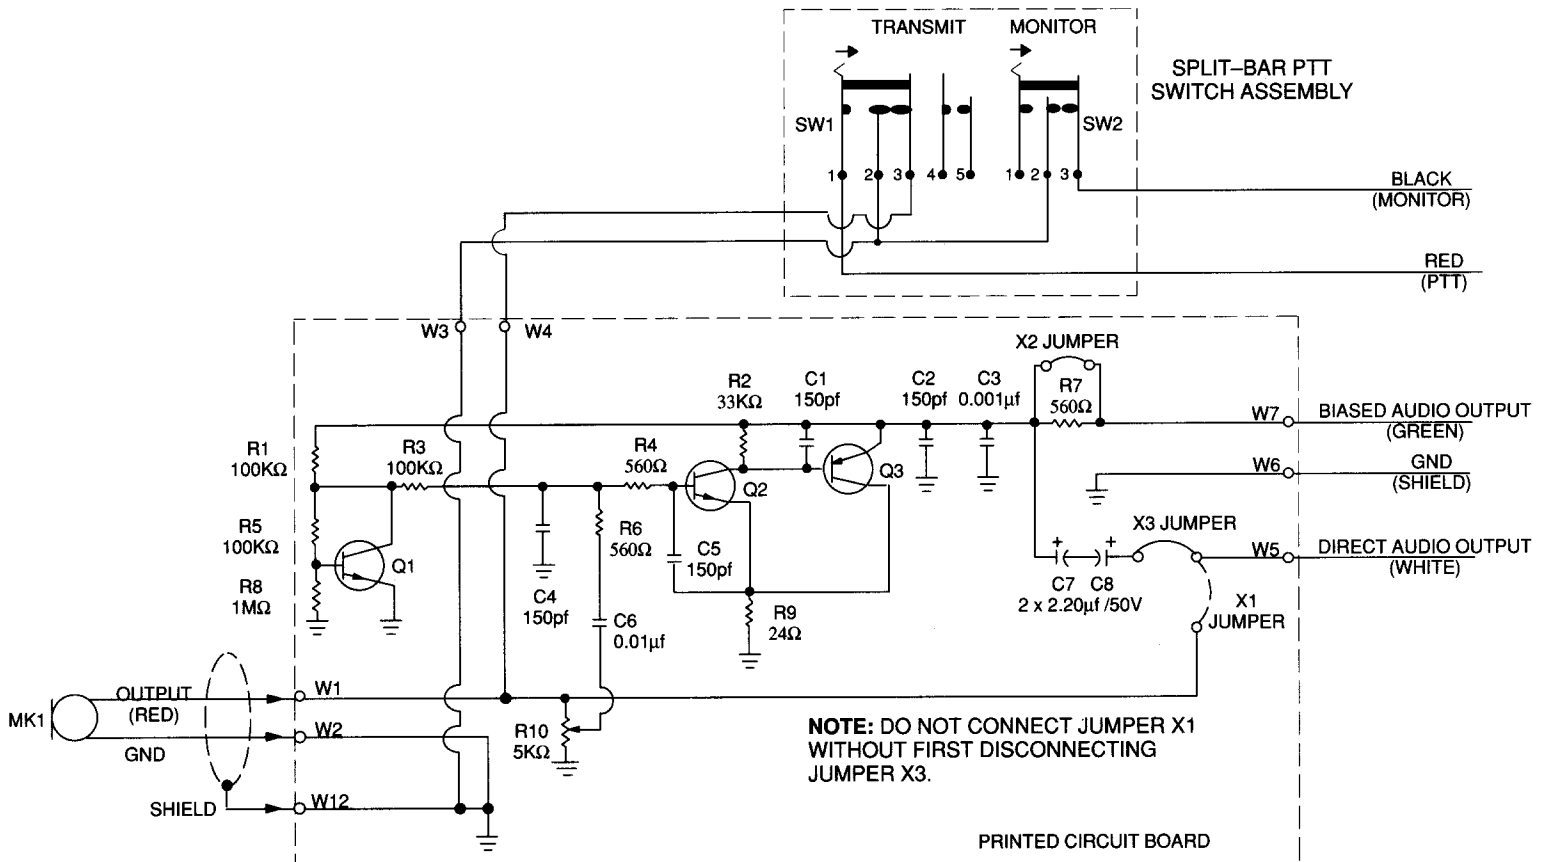 TRANSMIT
MONITOR
SPLIT–BAR PTT
SWITCH ASSEMBLY
SW1
SW2
1
2
3
4
5
1
2
3
BLACK
(MONITOR)
RED
(PTT)
W3
W4
X2 JUMPER
R2
33KΩ
C1
150pf
C2
150pf
C3
0.001µf
R7
560Ω
W7
BIASED AUDIO OUTPUT
(GREEN)
R1
100KΩ
R3
100KΩ
R4
560Ω
Q2
Q3
W6
GND
(SHIELD)
R5
100KΩ
Q1
R6
560Ω
C5
150pf
X3 JUMPER
+
+
W5
DIRECT AUDIO OUTPUT
(WHITE)
R8
1MΩ
C4
150pf
C6
0.01µf
R9
24Ω
C7
C8
2 x 2.20µf /50V
X1
JUMPER
MK1
OUTPUT
(RED)
W1
GND
W2
R10
5KΩ
NOTE: DO NOT CONNECT JUMPER X1
WITHOUT FIRST DISCONNECTING
JUMPER X3.
SHIELD
W12
PRINTED CIRCUIT BOARD